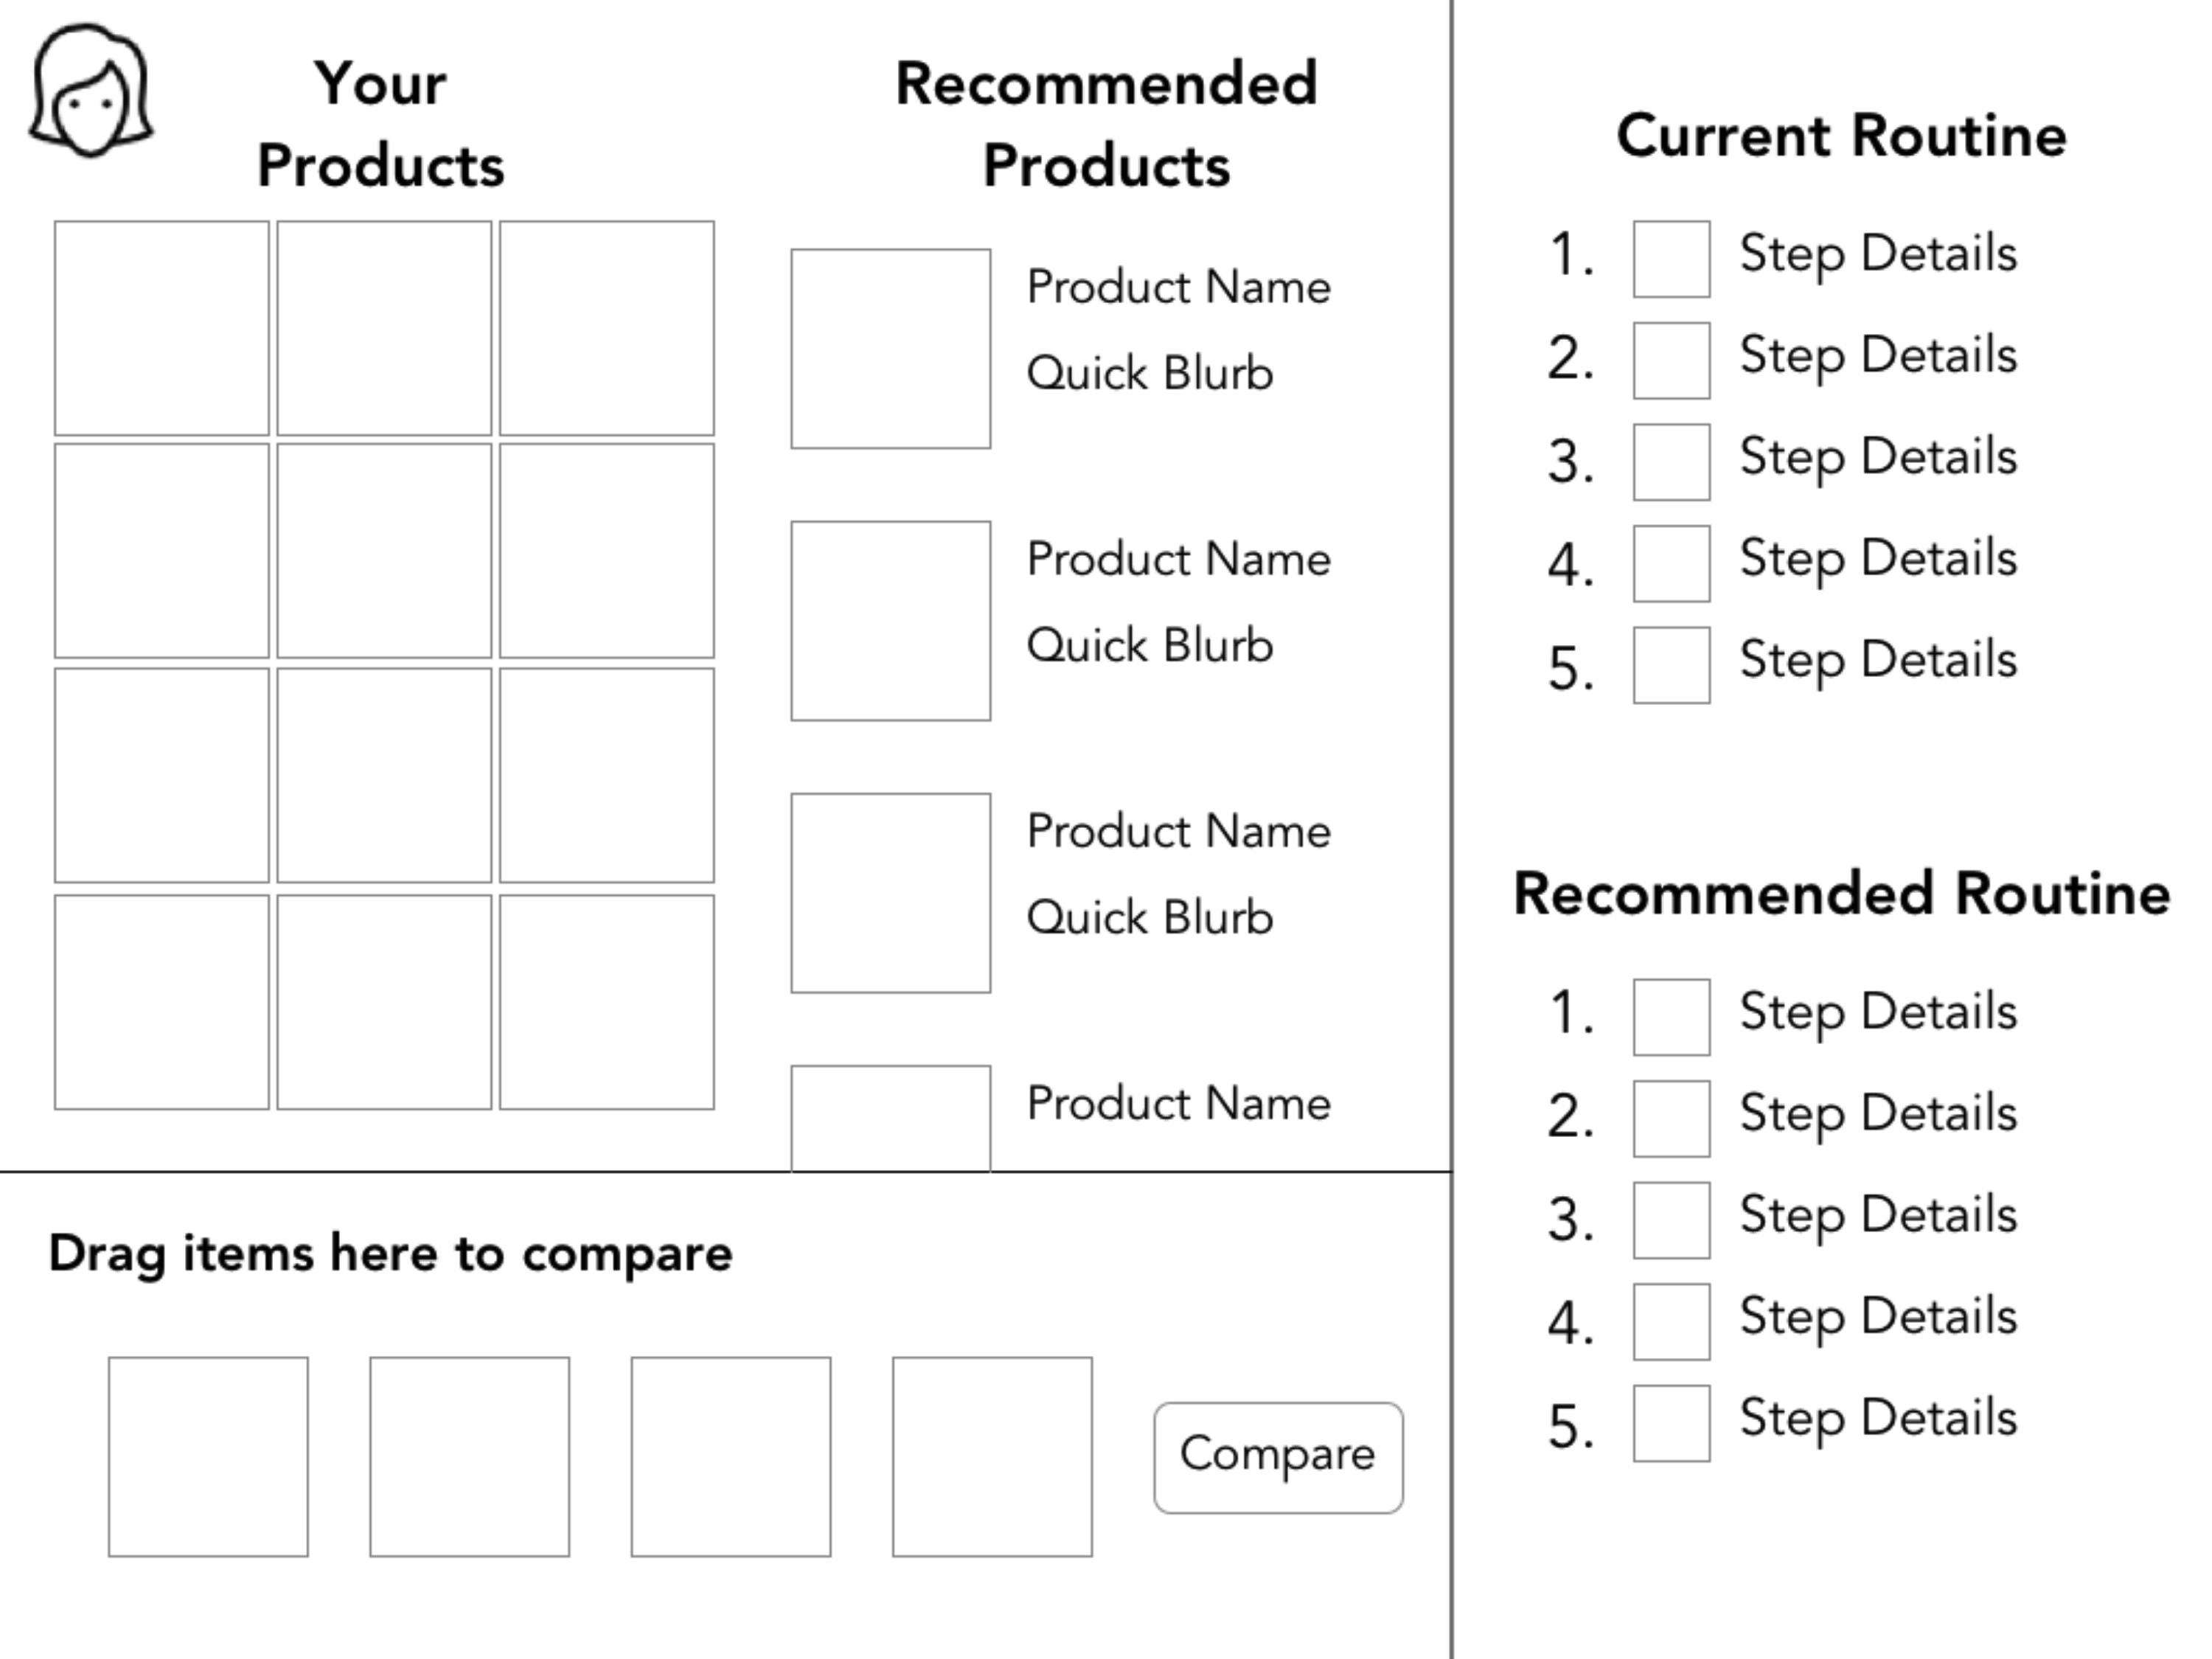 Your
Products
Recommended
Products
Product Name
Quick Blurb
Product Name
Quick Blurb
Product Name
Quick Blurb
Product Name
Drag items here to compare
Compare
Current Routine
1. Step Details
2. Step Details
3. Step Details
4. Step Details
5. Step Details
Recommended Routine
1. Step Details
2. Step Details
3. Step Details
4. Step Details
5. Step Details